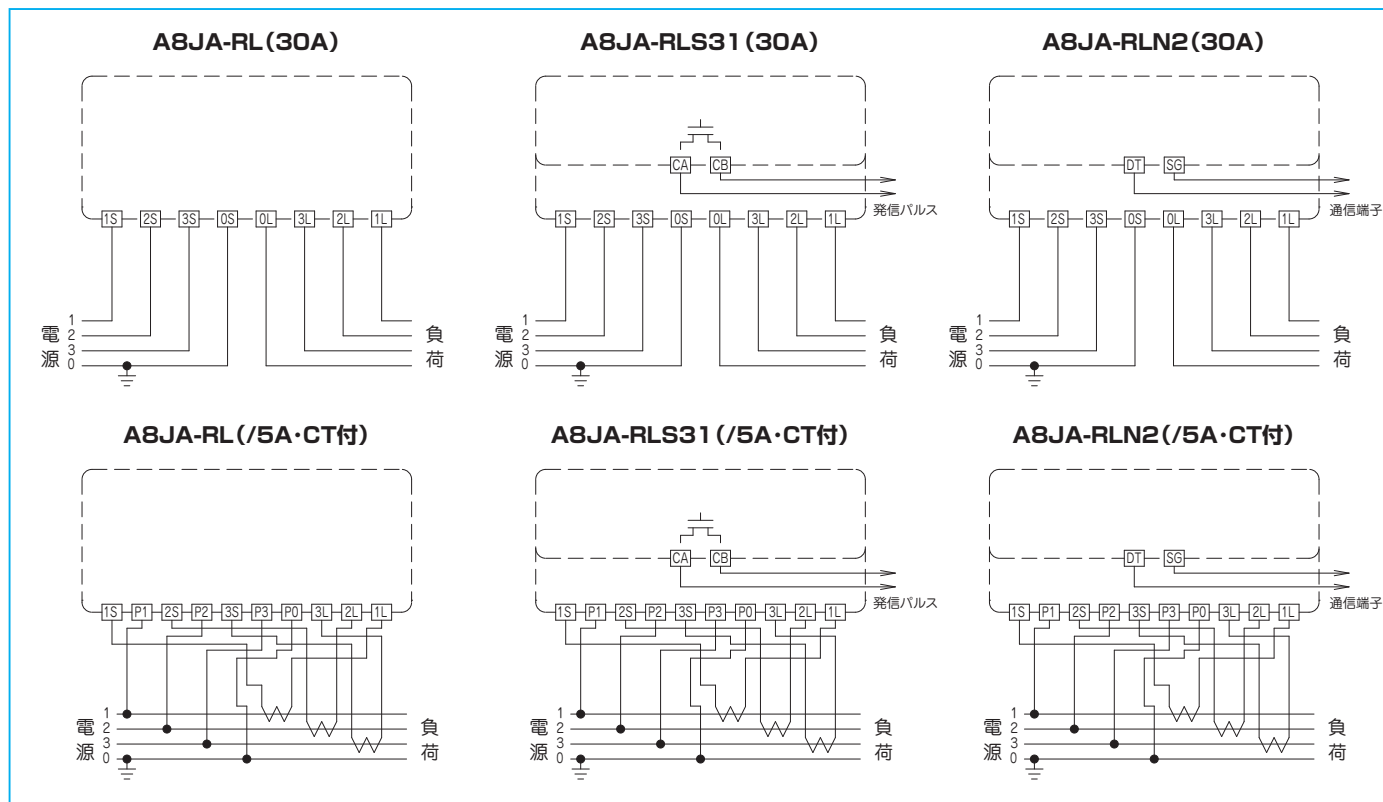 A8JA-RL(30A)
1S 2S 3S 0S 0L 3L 2L 1L
電源
1
2
3
0
負荷
A8JA-RLS31(30A)
CA CB
発信パルス
1S 2S 3S 0S 0L 3L 2L 1L
電源
1
2
3
0
負荷
A8JA-RLN2(30A)
DT SG
通信端子
1S 2S 3S 0S 0L 3L 2L 1L
電源
1
2
3
0
負荷
A8JA-RL(/5A・CT付)
1S P1 2S P2 3S P3 P0 3L 2L 1L
電源
1
2
3
0
負荷
A8JA-RLS31(/5A・CT付)
CA CB
発信パルス
1S P1 2S P2 3S P3 P0 3L 2L 1L
電源
1
2
3
0
負荷
A8JA-RLN2(/5A・CT付)
DT SG
通信端子
1S P1 2S P2 3S P3 P0 3L 2L 1L
電源
1
2
3
0
負荷